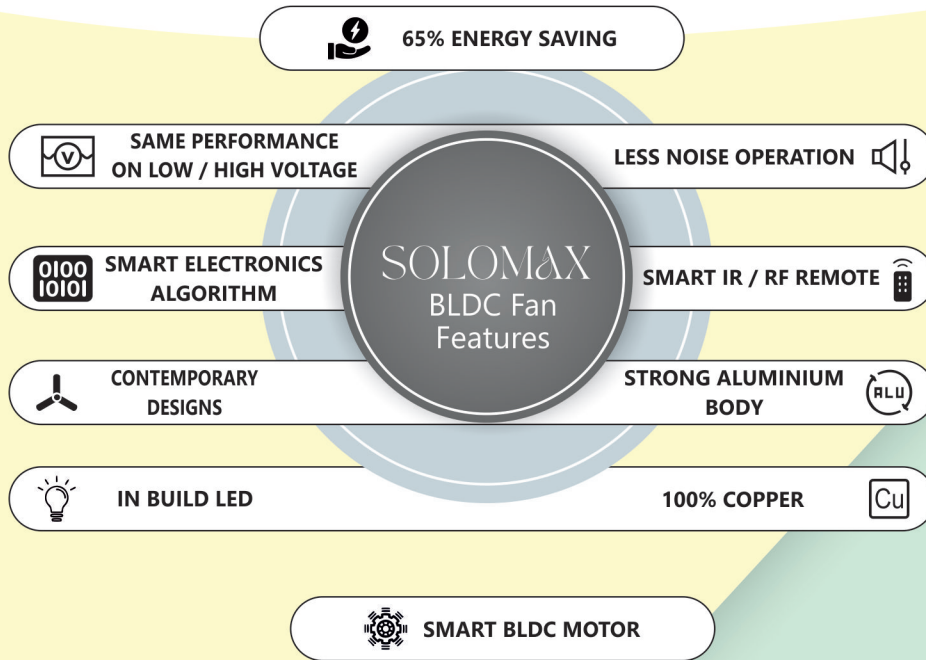 65% ENERGY SAVING
SAME PERFORMANCE
ON LOW / HIGH VOLTAGE
LESS NOISE OPERATION
SOLOMAX
BLDC Fan
Features
0100
10101
SMART ELECTRONICS
ALGORITHM
SMART IR / RF REMOTE
CONTEMPORARY
DESIGNS
STRONG ALUMINIUM
BODY
ALU
IN BUILD LED
100% COPPER
Cu
SMART BLDC MOTOR
V